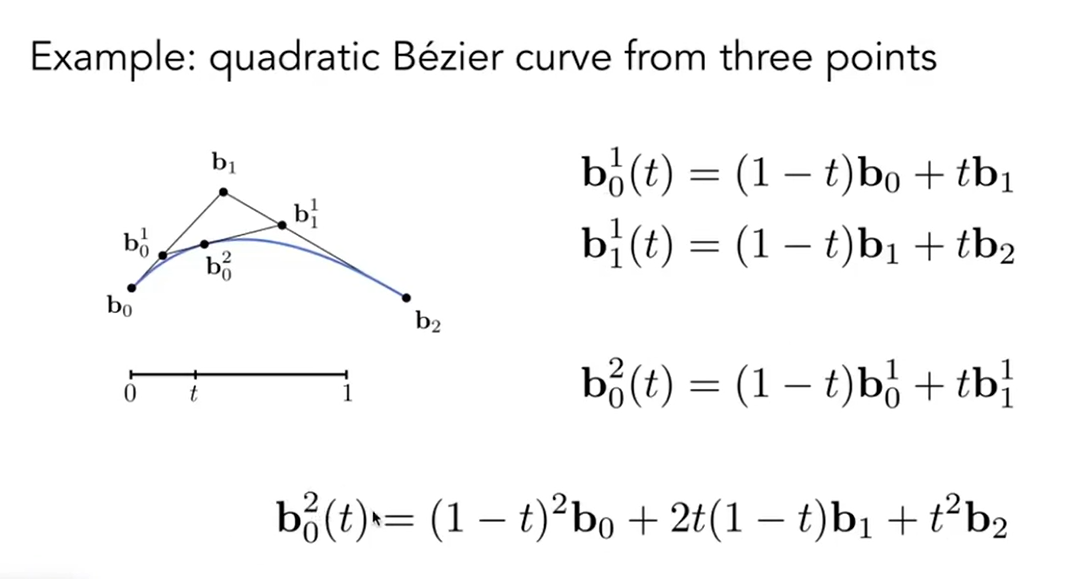 Example: quadratic Bézier curve from three points
b₁
b₁¹
b₀¹
b₀²
b₀
b₂
0 t 1
b₀¹(t) = (1 − t)b₀ + tb₁
b₁¹(t) = (1 − t)b₁ + tb₂
b₀²(t) = (1 − t)b₀¹ + tb₁¹
b₀²(t) = (1 − t)²b₀ + 2t(1 − t)b₁ + t²b₂